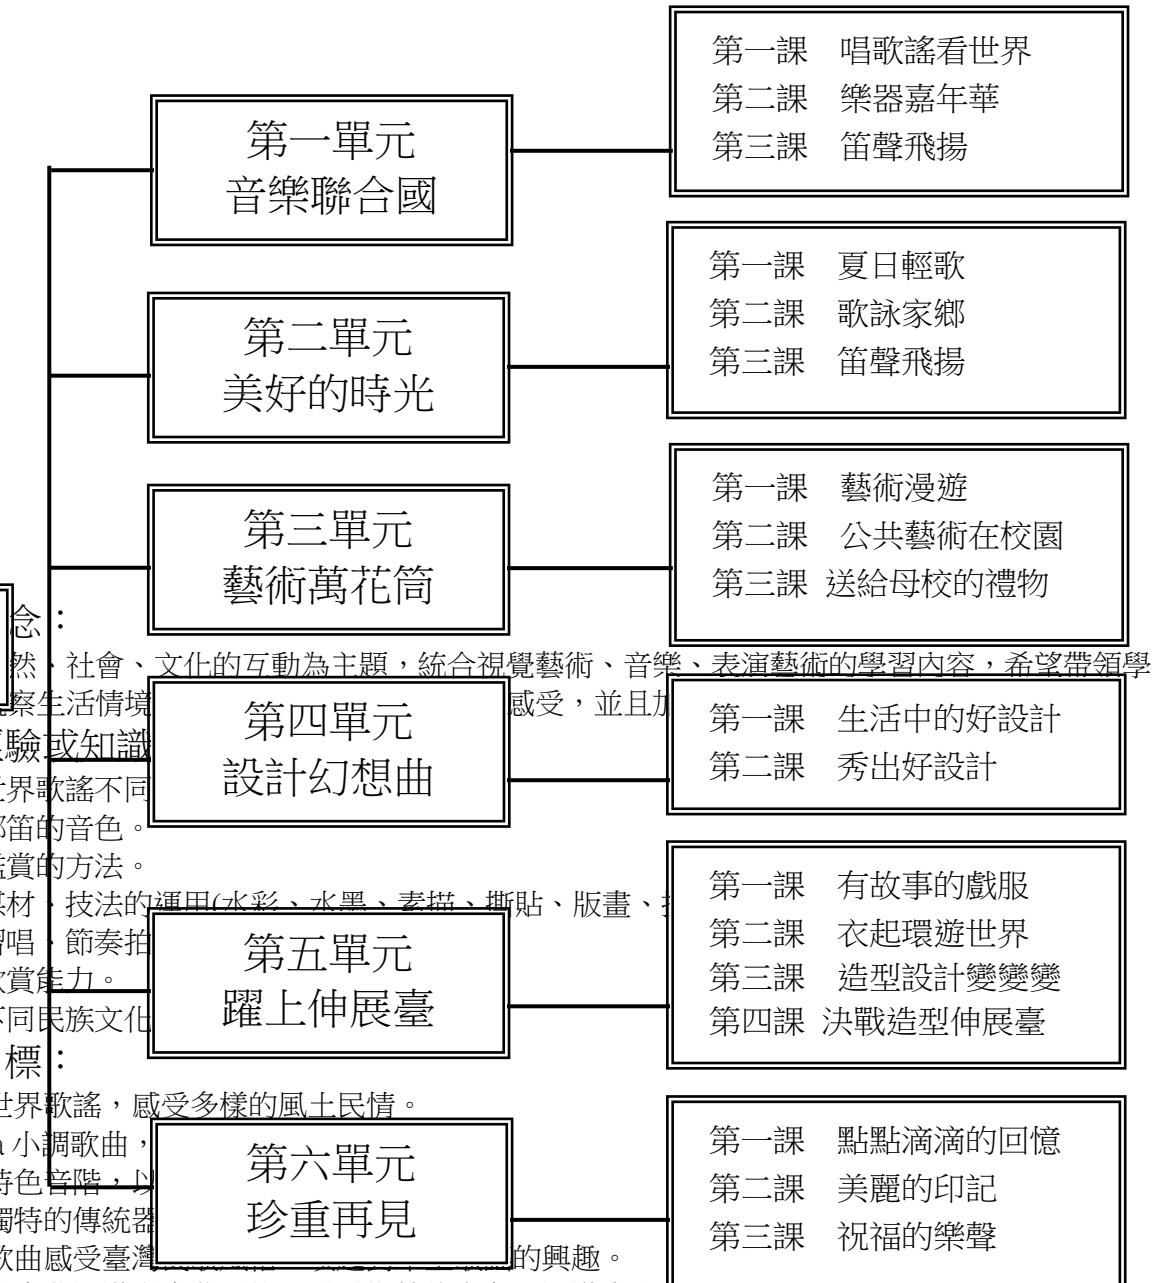 第一單元
音樂聯合國
第一課 唱歌謠看世界
第二課 樂器嘉年華
第三課 笛聲飛揚
第二單元
美好的時光
第一課 夏日輕歌
第二課 歌詠家鄉
第三課 笛聲飛揚
第三單元
藝術萬花筒
第一課 藝術漫遊
第二課 公共藝術在校園
第三課 送給母校的禮物
第四單元
設計幻想曲
第一課 生活中的好設計
第二課 秀出好設計
第五單元
躍上伸展臺
第一課 有故事的戲服
第二課 衣起環遊世界
第三課 造型設計變變變
第四課 決戰造型伸展臺
第六單元
珍重再見
第一課 點點滴滴的回憶
第二課 美麗的印記
第三課 祝福的樂聲
念：
然、社會、文化的互動為主題，統合視覺藝術、音樂、表演藝術的學習內容，希望帶領學
察生活情境 感受，並且
驗或知識
界歌謠不同
笛的音色。
賞的方法。
材、技法的運用(水彩、水墨、素描、撕貼、版畫、
唱、節奏拍
賞能力。
不同民族文化
標：
世界歌謠，感受多樣的風土民情。
a 小調歌曲，
特色音階，以
獨特的傳統器
歌曲感受臺灣 的興趣。